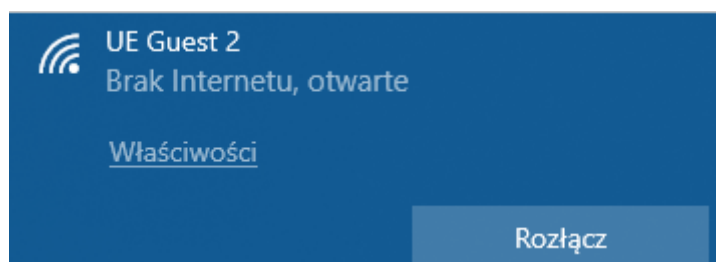 UE Guest 2
Brak Internetu, otwarte
Właściwości
Rozłącz